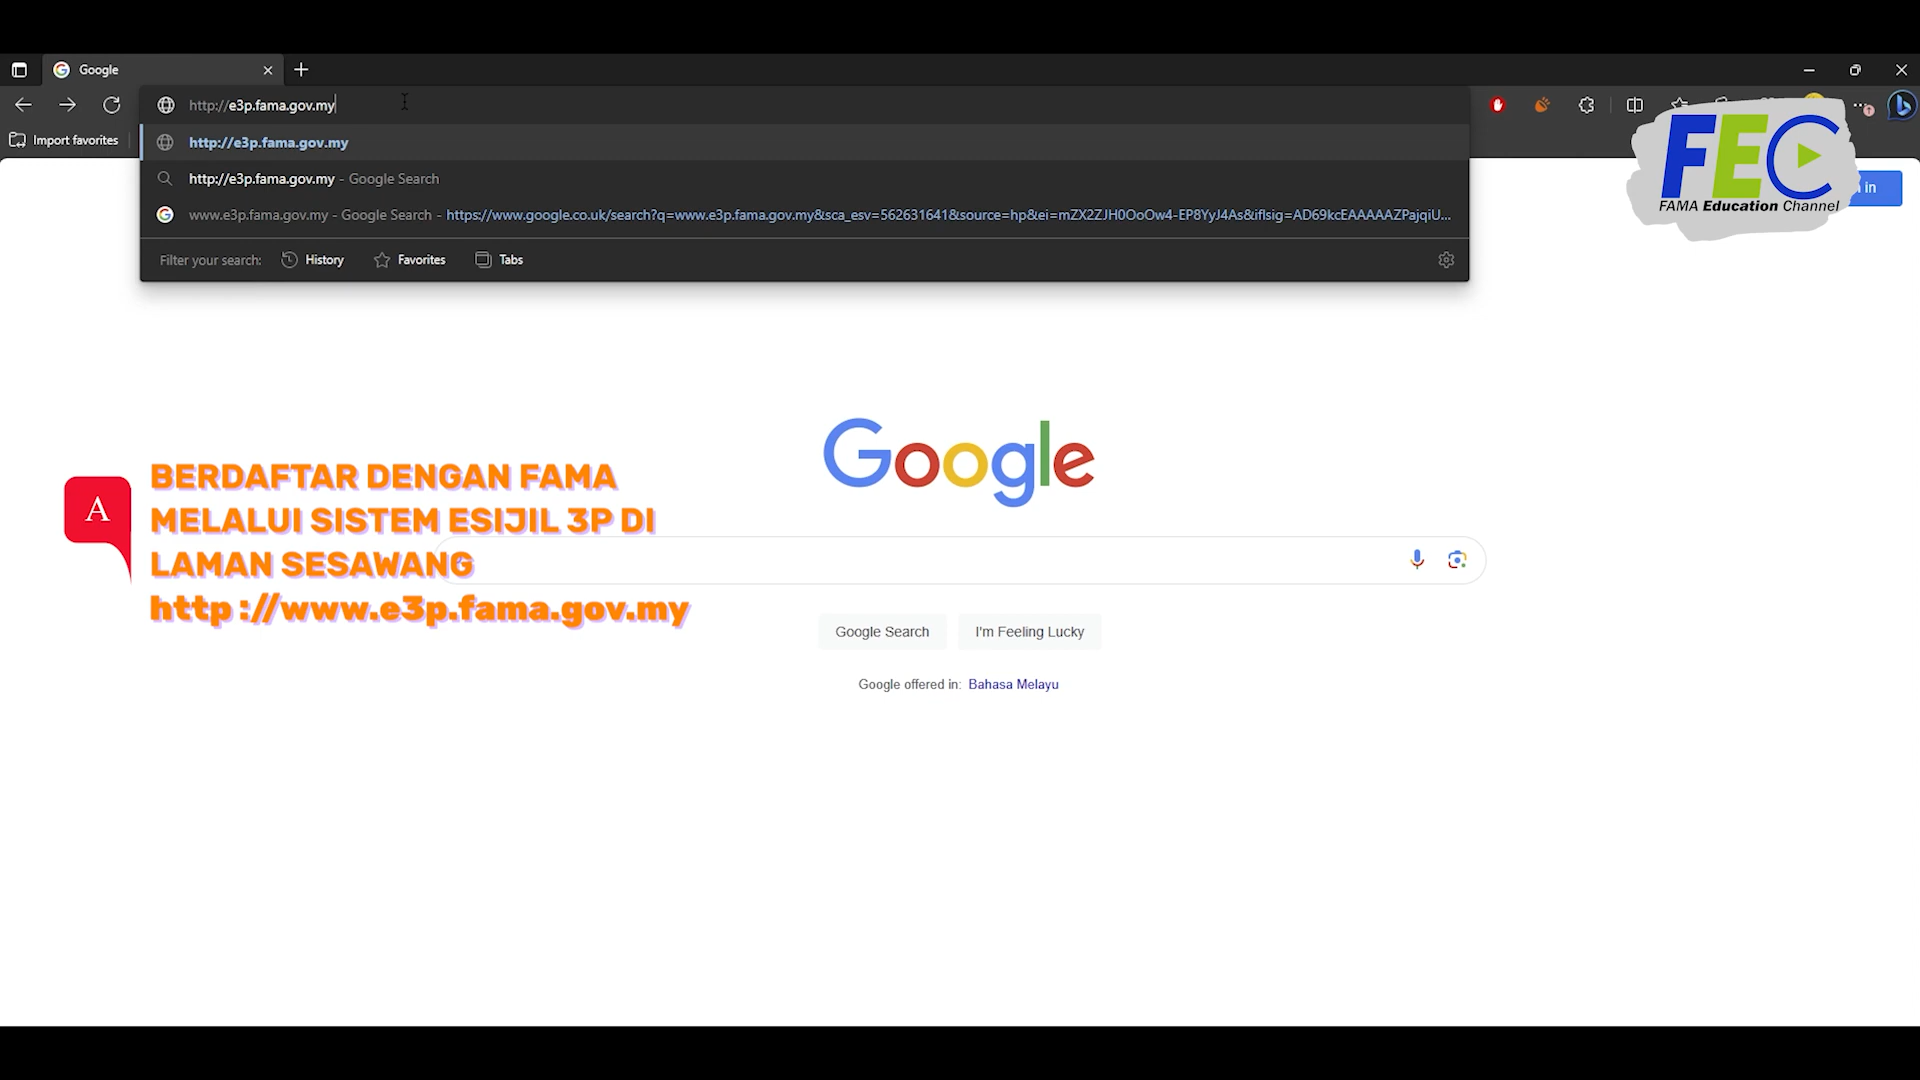 Google
http://e3p.fama.gov.my
Import favorites
http://e3p.fama.gov.my
http://e3p.fama.gov.my - Google Search
www.e3p.fama.gov.my - Google Search - https://www.google.co.uk/search?q=www.e3p.fama.gov.my&sca_esv=562631641&source=hp&ei=mZX2ZJH0OoOw4-EP8YyJ4As&iflsig=AD69kcEAAAAAZPajqiU...
Filter your search: History Favorites Tabs
FEC
FAMA Education Channel
in
Google
A
BERDAFTAR DENGAN FAMA
MELALUI SISTEM ESIJIL 3P DI
LAMAN SESAWANG
http ://www.e3p.fama.gov.my
Google Search I'm Feeling Lucky
Google offered in: Bahasa Melayu